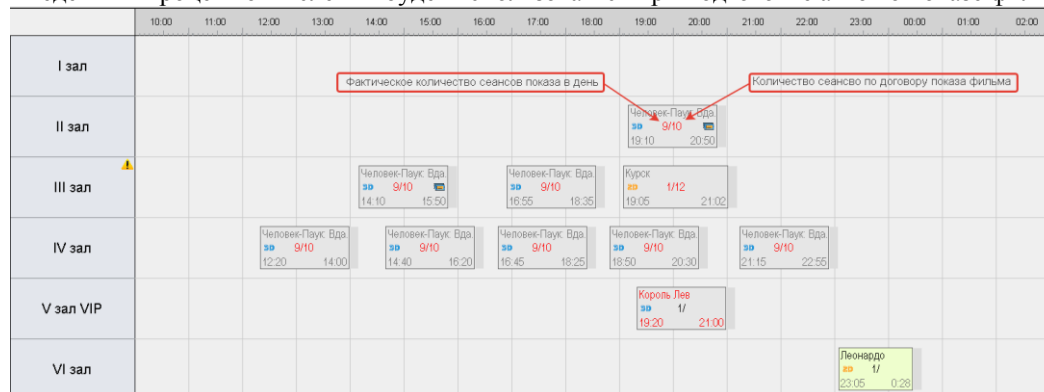 10:00 11:00 12:00 13:00 14:00 15:00 16:00 17:00 18:00 19:00 20:00 21:00 22:00 23:00 00:00 01:00 02:00
I зал
Фактическое количество сеансов показа в день
Количество сеансво по договору показа фильма
II зал
Человек-Паук: Вда.
3D 9/10
19:10 20:50
III зал
Человек-Паук: Вда.
3D 9/10
14:10 15:50
Человек-Паук: Вда.
3D 9/10
16:55 18:35
Курск
2D 1/12
19:05 21:02
IV зал
Человек-Паук: Вда.
3D 9/10
12:20 14:00
Человек-Паук: Вда.
3D 9/10
14:40 16:20
Человек-Паук: Вда.
3D 9/10
16:45 18:25
Человек-Паук: Вда.
3D 9/10
18:50 20:30
Человек-Паук: Вда.
3D 9/10
21:15 22:55
V зал VIP
Король Лев
3D 1/
19:20 21:00
VI зал
Леонардо
2D 1/
23:05 0:28